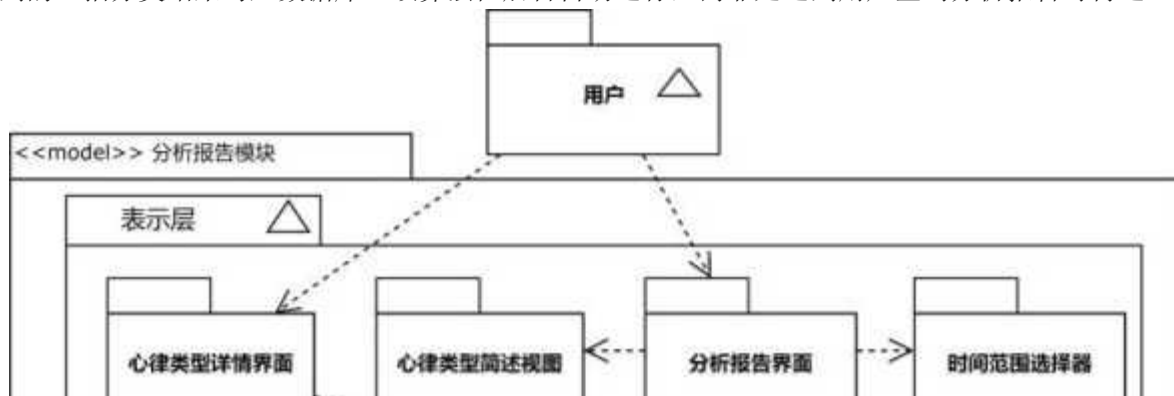 用户
<<model>> 分析报告模块
表示层
心律类型详情界面
心律类型简述视图
分析报告界面
时间范围选择器